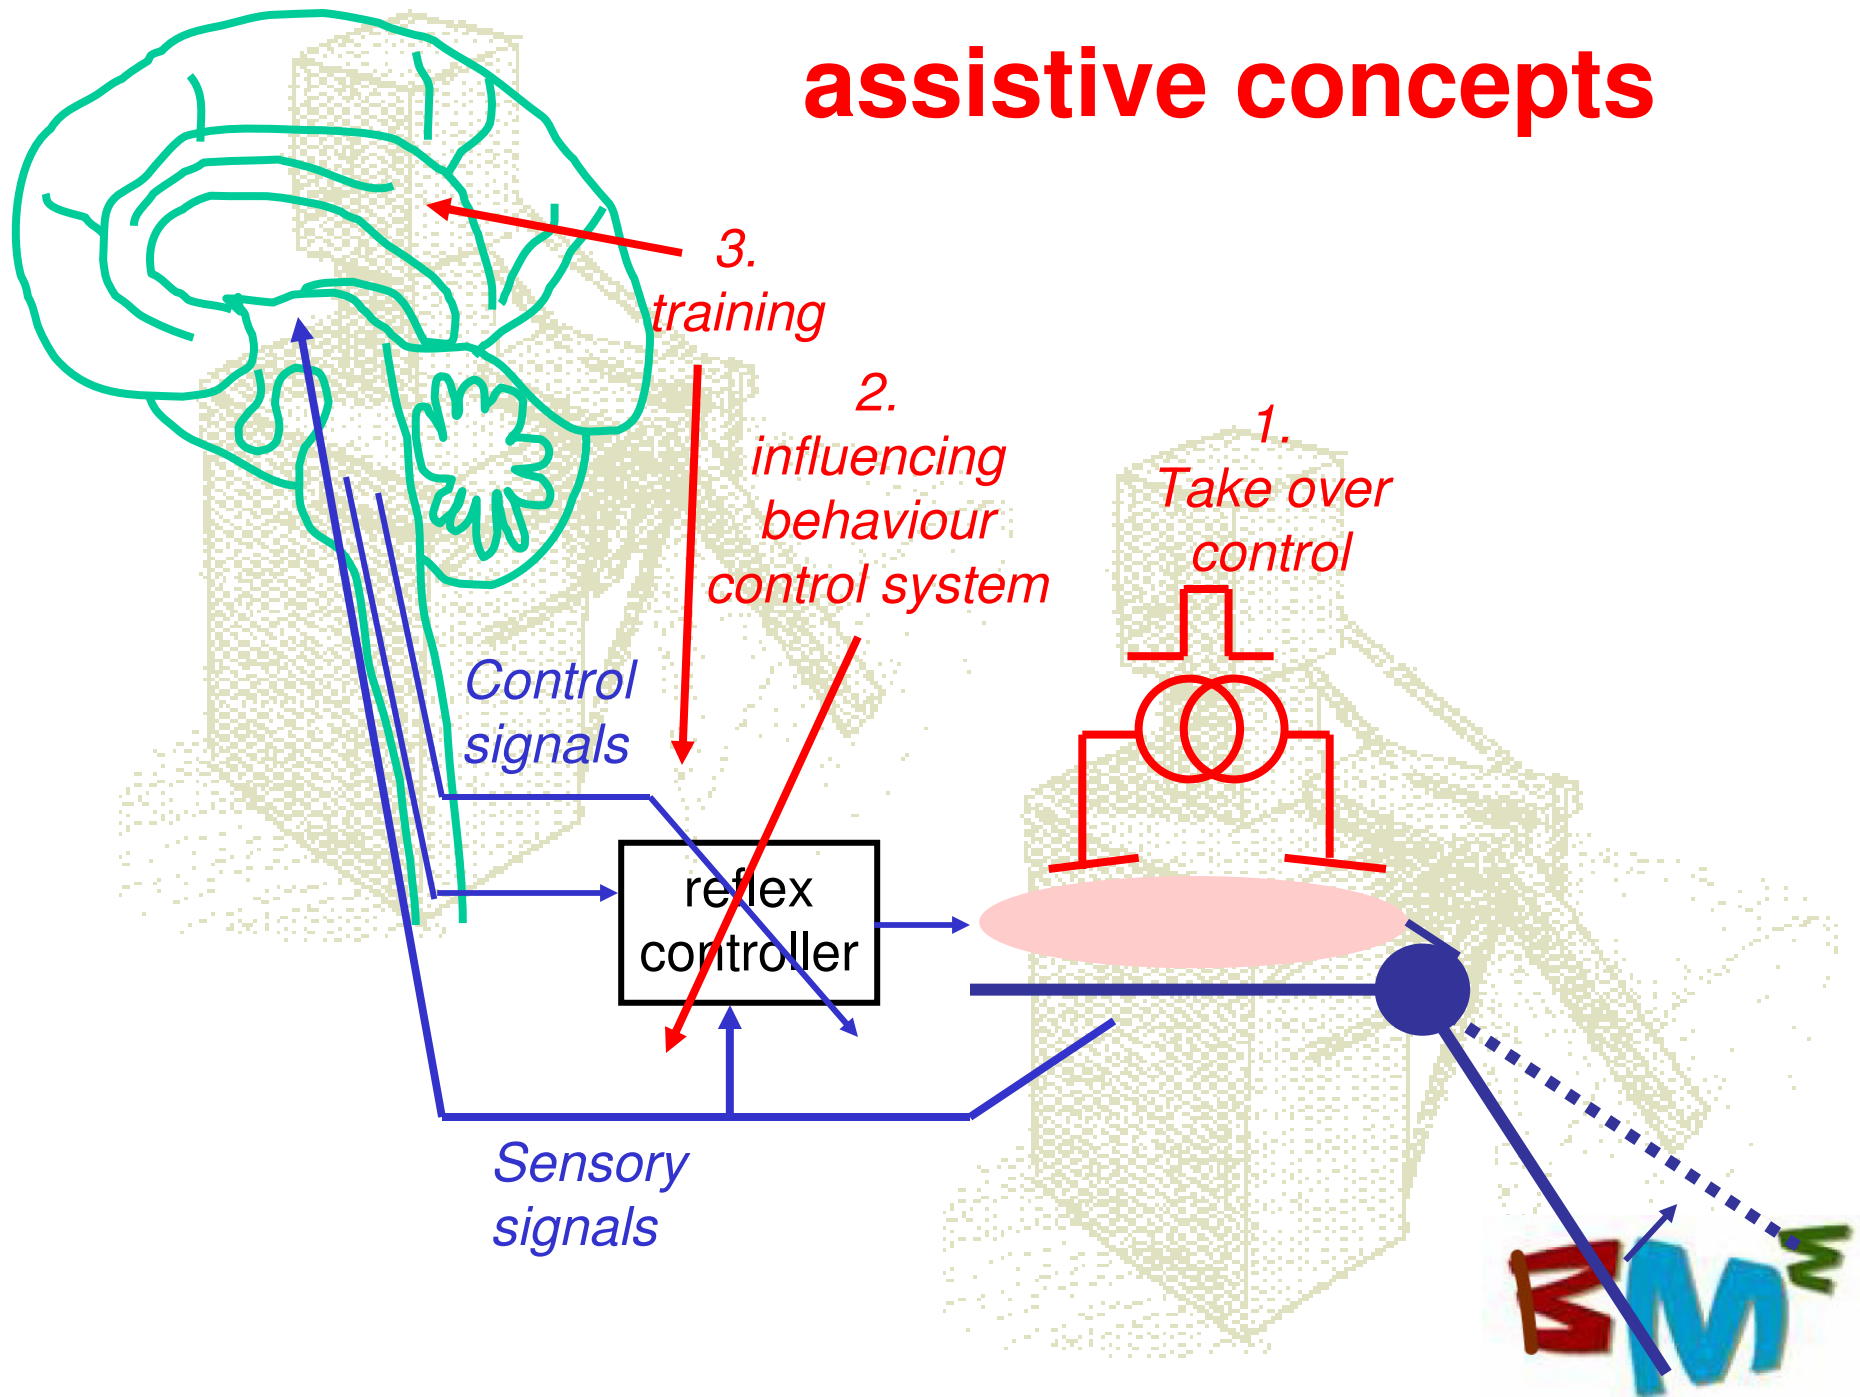 assistive concepts
3.
training
2.
influencing
behaviour
control system
1.
Take over
control
Control
signals
reflex
controller
Sensory
signals